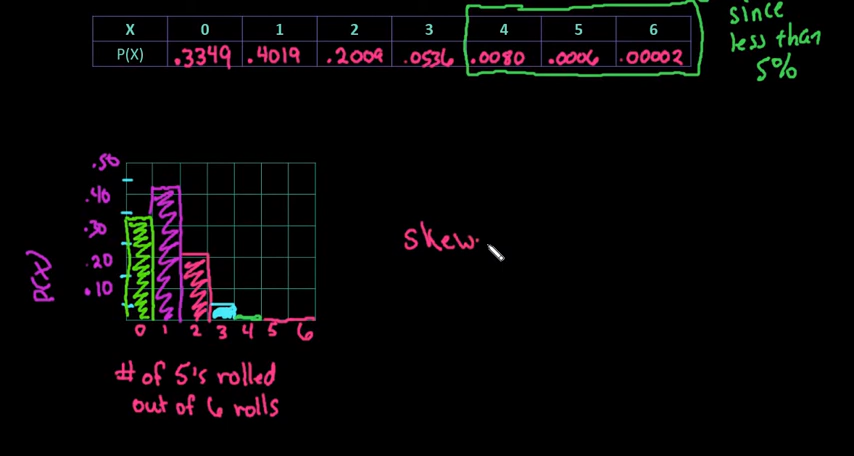 since
less than
5%
X 0 1 2 3 4 5 6
P(X) .3349 .4019 .2009 .0536 .0080 .0006 .00002
.50
.40
.30
.20
.10
P(X)
0 1 2 3 4 5 6
# of 5's rolled
out of 6 rolls
skew